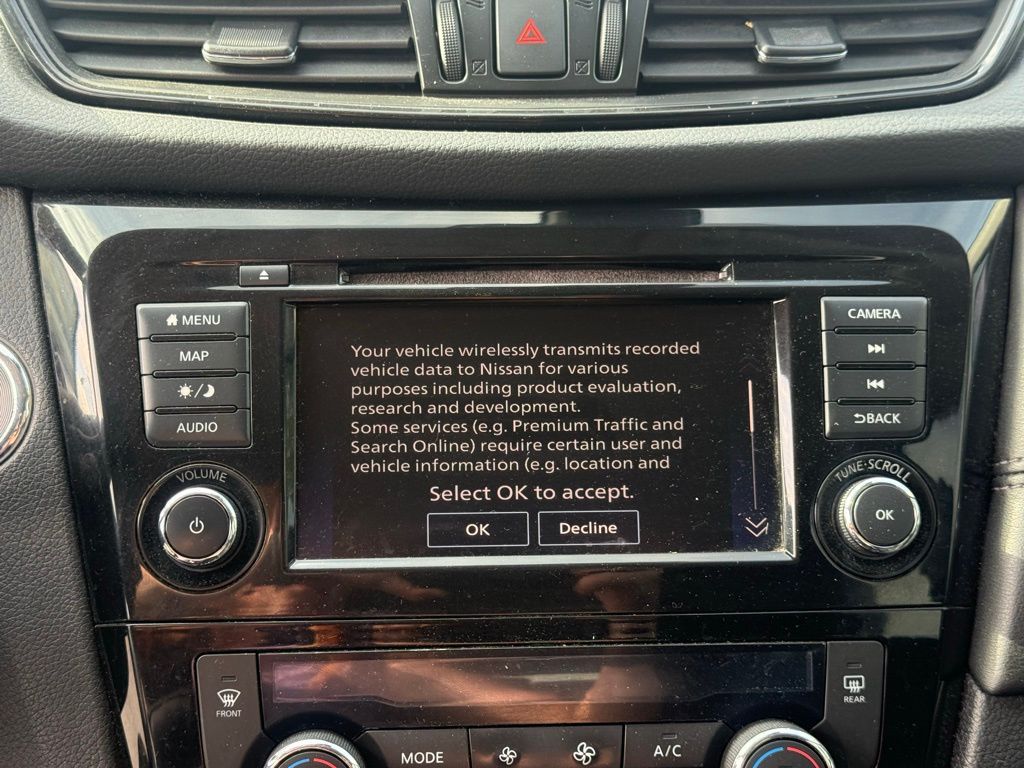 MENU
MAP
AUDIO
VOLUME
Your vehicle wirelessly transmits recorded
vehicle data to Nissan for various
purposes including product evaluation,
research and development.
Some services (e.g. Premium Traffic and
Search Online) require certain user and
vehicle information (e.g. location and
Select OK to accept.
OK
Decline
CAMERA
BACK
TUNE·SCROLL
OK
FRONT
REAR
MODE
A/C